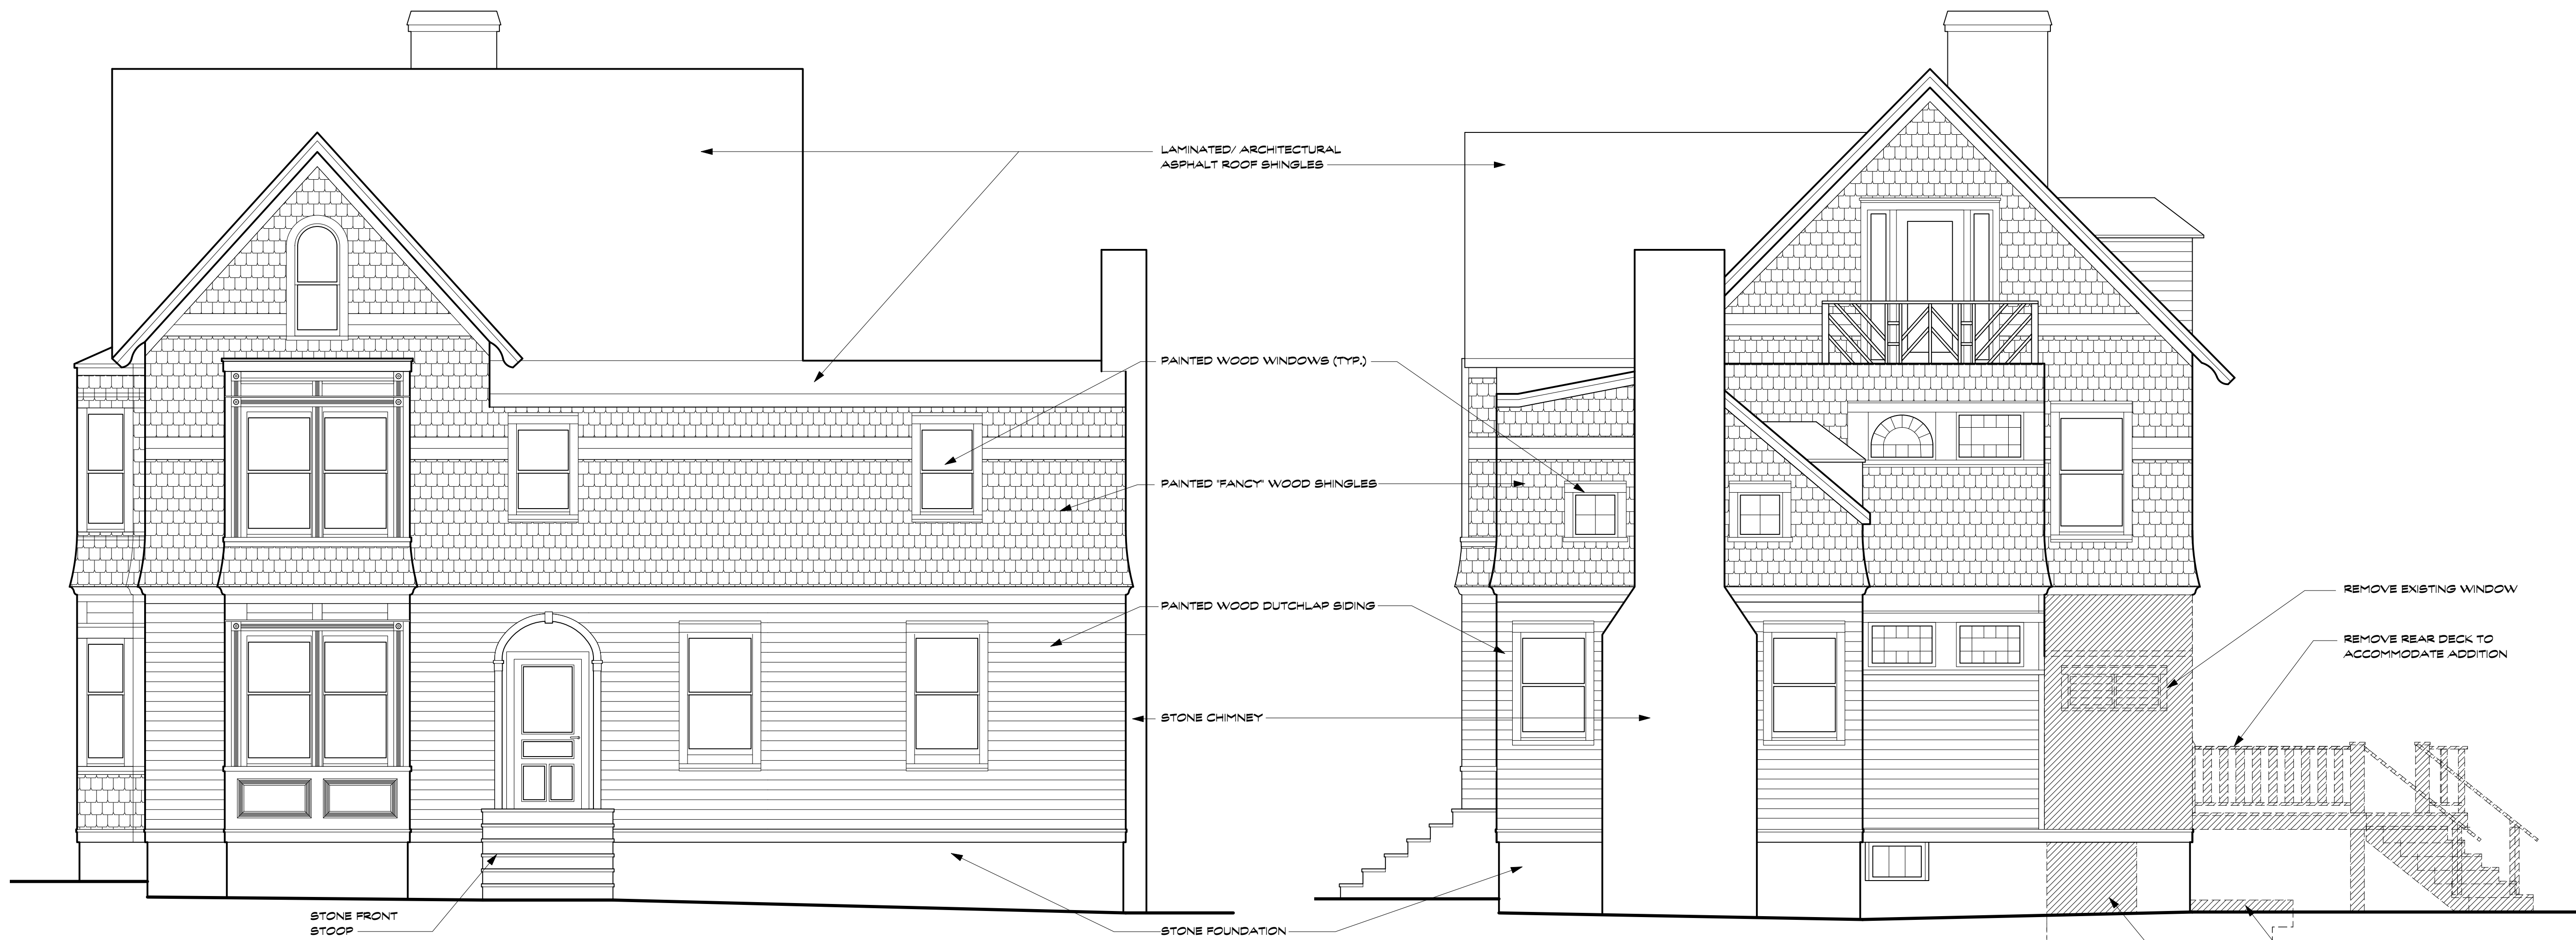 LAMINATED/ ARCHITECTURAL
ASPHALT ROOF SHINGLES
PAINTED WOOD WINDOWS (TYP.)
PAINTED "FANCY" WOOD SHINGLES
PAINTED WOOD DUTCHLAP SIDING
STONE CHIMNEY
STONE FRONT
STOOP
STONE FOUNDATION
REMOVE EXISTING WINDOW
REMOVE REAR DECK TO
ACCOMMODATE ADDITION